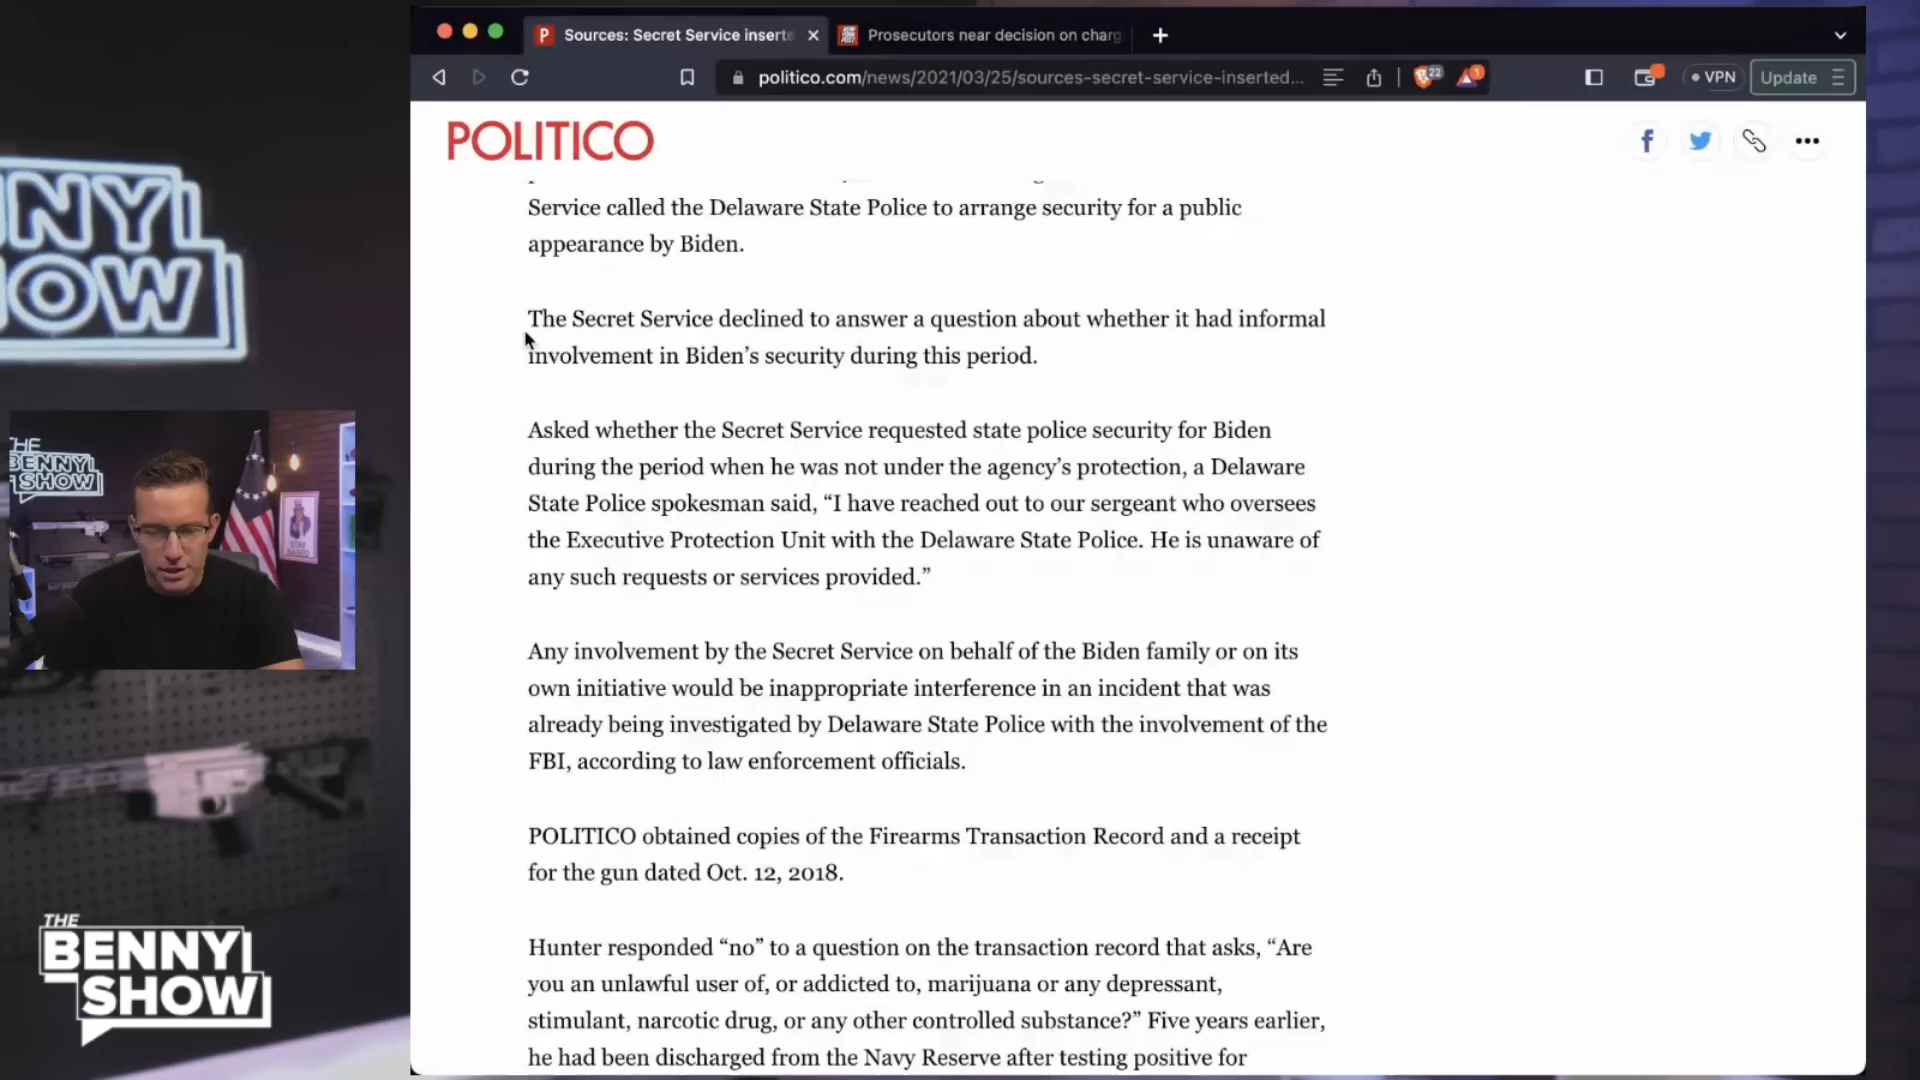 Sources: Secret Service inserte
Prosecutors near decision on charg
politico.com/news/2021/03/25/sources-secret-service-inserted...
22
1
VPN
Update
POLITICO
Service called the Delaware State Police to arrange security for a public
appearance by Biden.
The Secret Service declined to answer a question about whether it had informal
involvement in Biden’s security during this period.
Asked whether the Secret Service requested state police security for Biden
during the period when he was not under the agency’s protection, a Delaware
State Police spokesman said, “I have reached out to our sergeant who oversees
the Executive Protection Unit with the Delaware State Police. He is unaware of
any such requests or services provided.”
Any involvement by the Secret Service on behalf of the Biden family or on its
own initiative would be inappropriate interference in an incident that was
already being investigated by Delaware State Police with the involvement of the
FBI, according to law enforcement officials.
POLITICO obtained copies of the Firearms Transaction Record and a receipt
for the gun dated Oct. 12, 2018.
Hunter responded “no” to a question on the transaction record that asks, “Are
you an unlawful user of, or addicted to, marijuana or any depressant,
stimulant, narcotic drug, or any other controlled substance?” Five years earlier,
he had been discharged from the Navy Reserve after testing positive for
NNY
OW
THE
BENNY
SHOW
THE
BENNY
SHOW